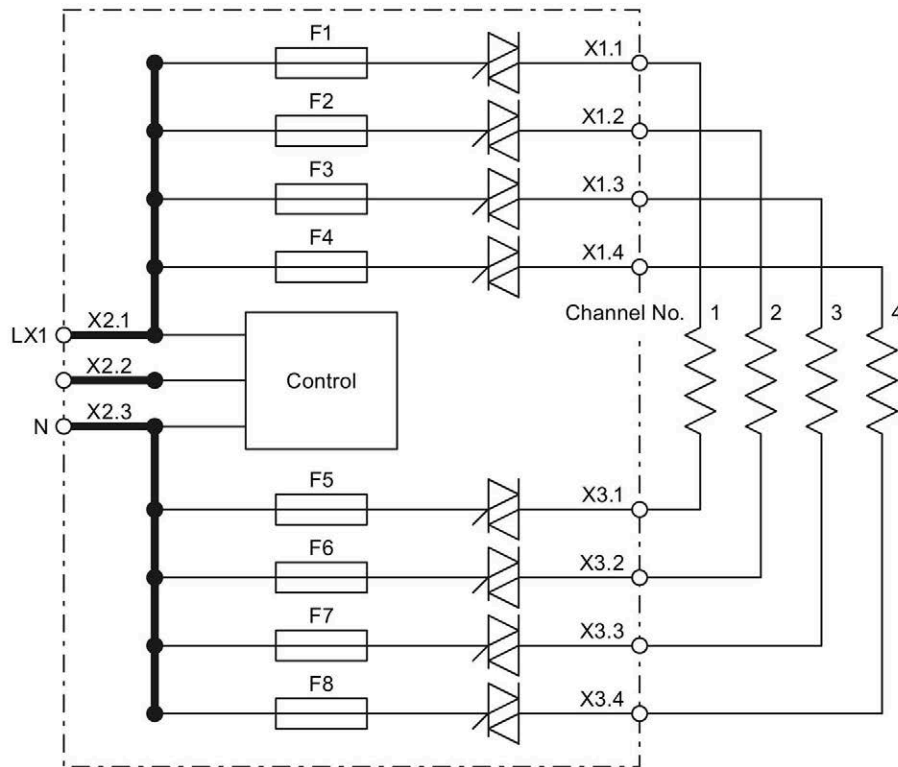 F1
X1.1
F2
X1.2
F3
X1.3
F4
X1.4
Channel No. 1 2 3 4
LX1 X2.1
X2.2
Control
N X2.3
F5
X3.1
F6
X3.2
F7
X3.3
F8
X3.4